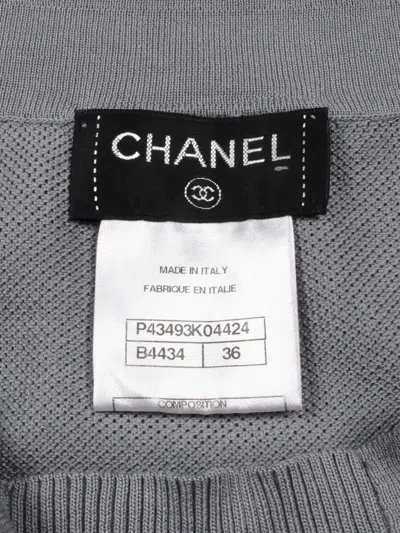 CHANEL
MADE IN ITALY
FABRIQUE EN ITALIE
P43493K04424
B4434 36
COMPOSITION